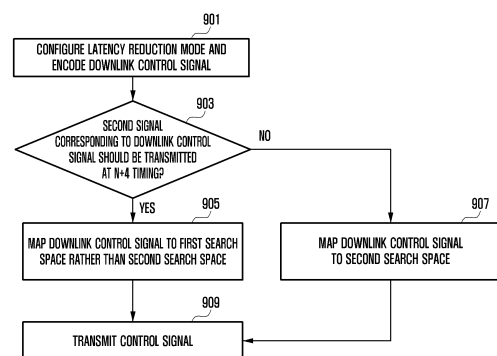 901
CONFIGURE LATENCY REDUCTION MODE AND
ENCODE DOWNLINK CONTROL SIGNAL
903
SECOND SIGNAL
CORRESPONDING TO DOWNLINK CONTROL
SIGNAL SHOULD BE TRANSMITTED
AT N+4 TIMING?
NO
YES
905
MAP DOWNLINK CONTROL SIGNAL TO FIRST SEARCH
SPACE RATHER THAN SECOND SEARCH SPACE
907
MAP DOWNLINK CONTROL SIGNAL
TO SECOND SEARCH SPACE
909
TRANSMIT CONTROL SIGNAL